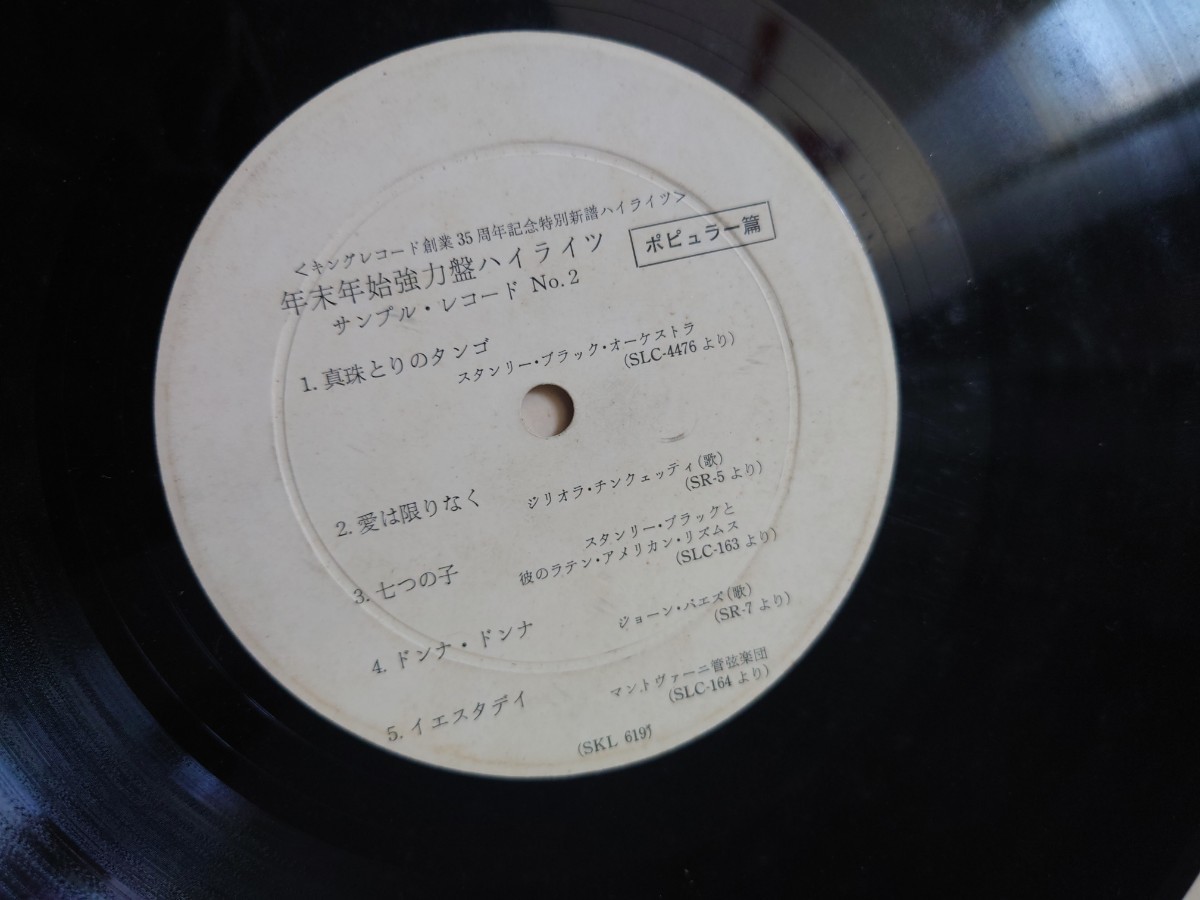 <キングレコード創業35周年記念特別新譜ハイライツ>
年末年始強力盤ハイライツ ポピュラー篇
サンプル・レコード No.2
1. 真珠とりのタンゴ
スタンリー・ブラック・オーケストラ
(SLC-4476 より)
2. 愛は限りなく
ジリオラ・チンクェッティ(歌)
(SR-5 より)
3. 七つの子
スタンリー・ブラックと
彼のラテン・アメリカン・リズムス
(SLC-163 より)
4. ドンナ・ドンナ
ジョーン・バエズ(歌)
(SR-7 より)
5. イエスタデイ
マントヴァーニ管弦楽団
(SLC-164 より)
(SKL 619)